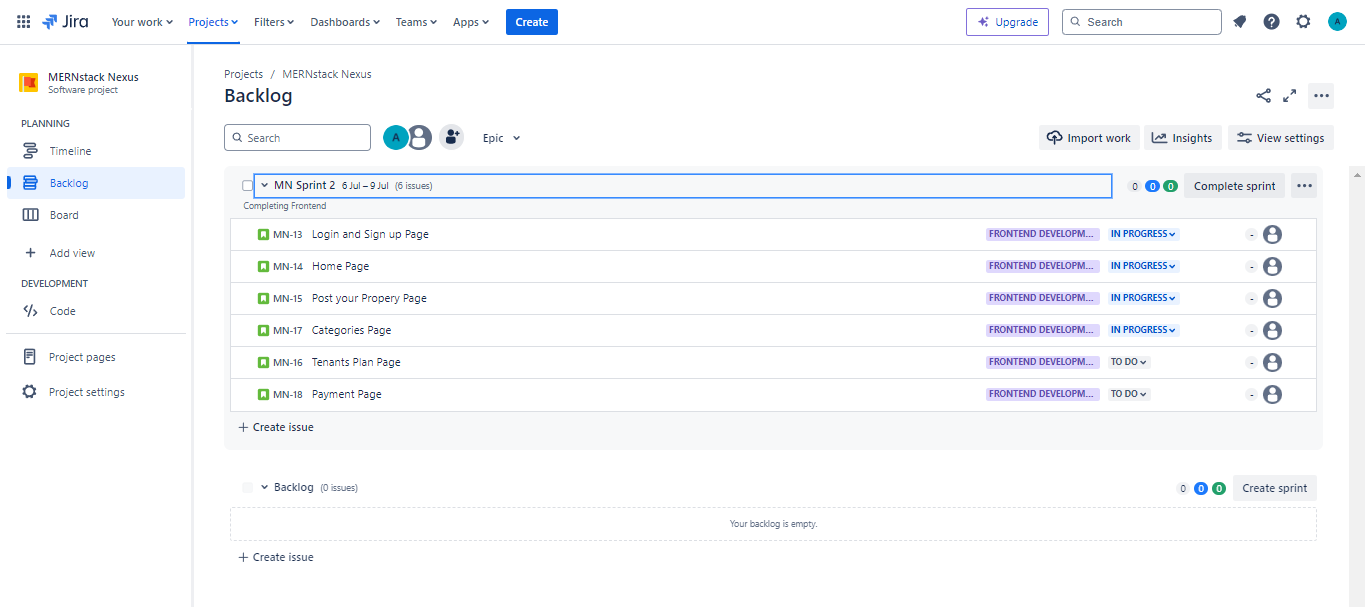 Jira Your work Projects Filters Dashboards Teams Apps Create Upgrade Search A
MERNstack Nexus
Software project
PLANNING
Timeline
Backlog
Board
Add view
DEVELOPMENT
Code
Project pages
Project settings
Projects / MERNstack Nexus
Backlog
Search A Epic Import work Insights View settings
MN Sprint 2 6 Jul – 9 Jul (6 issues) 0 0 0 Complete sprint
Completing Frontend
MN-13 Login and Sign up Page FRONTEND DEVELOPM... IN PROGRESS -
MN-14 Home Page FRONTEND DEVELOPM... IN PROGRESS -
MN-15 Post your Propery Page FRONTEND DEVELOPM... IN PROGRESS -
MN-17 Categories Page FRONTEND DEVELOPM... IN PROGRESS -
MN-16 Tenants Plan Page FRONTEND DEVELOPM... TO DO -
MN-18 Payment Page FRONTEND DEVELOPM... TO DO -
+ Create issue
Backlog (0 issues) 0 0 0 Create sprint
Your backlog is empty.
+ Create issue